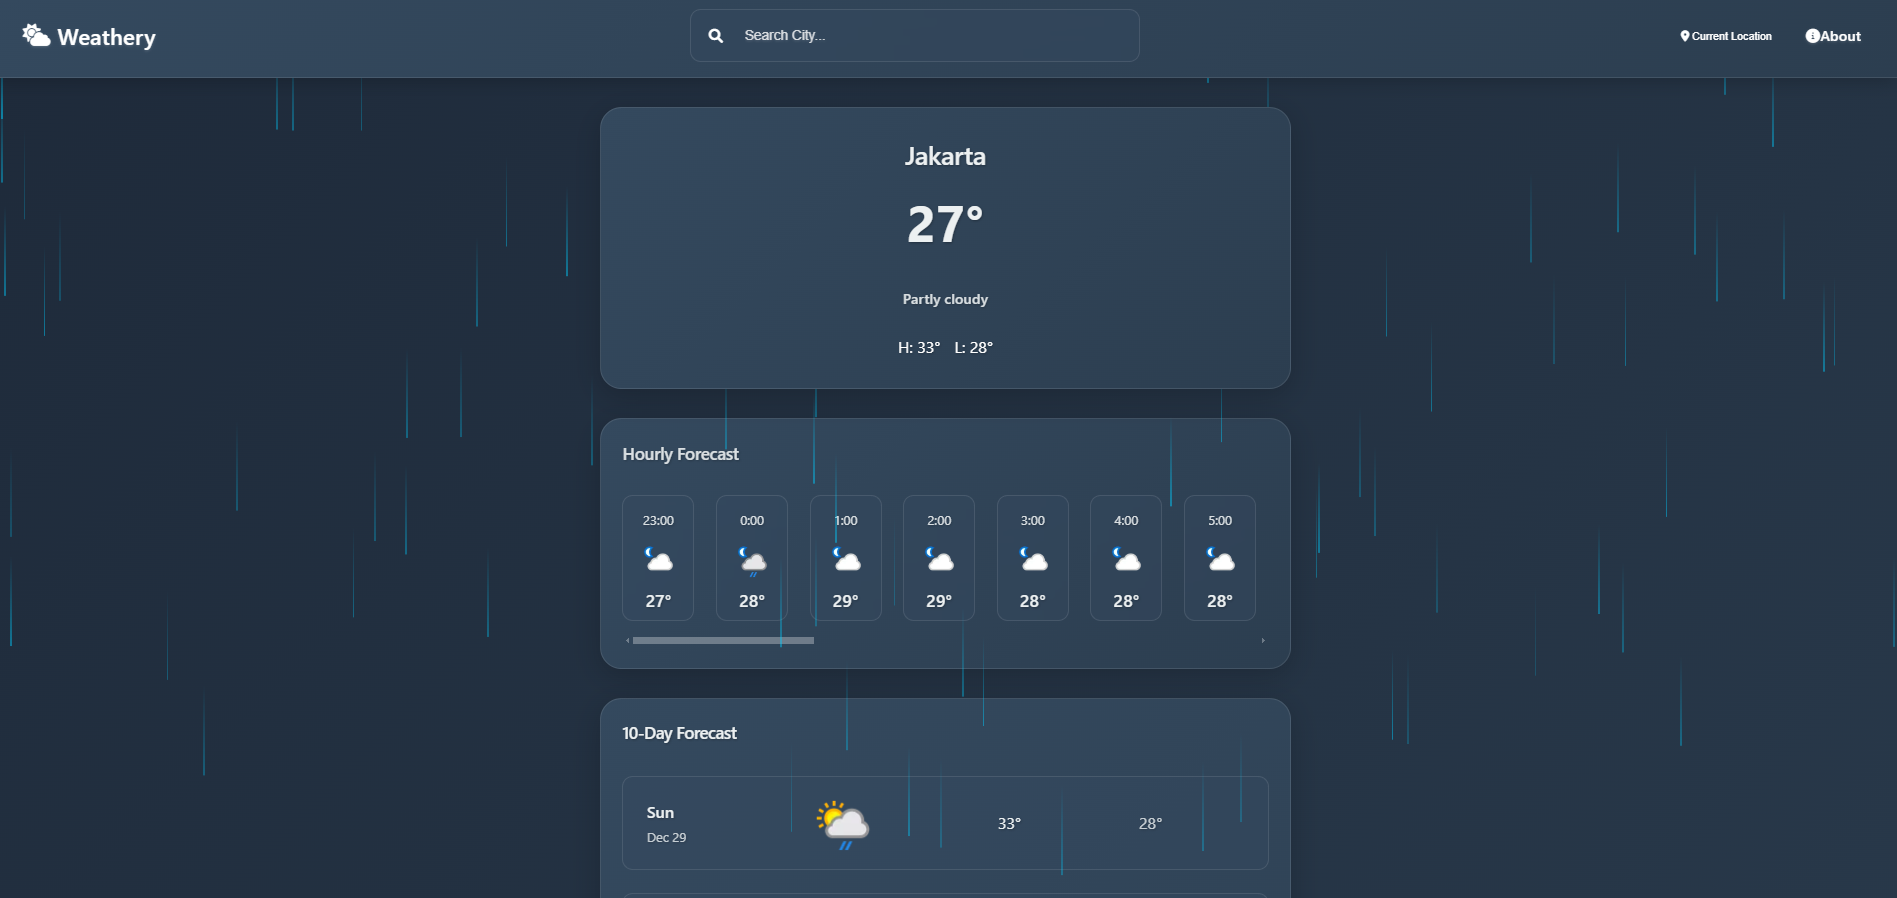 Weathery
Search City...
Current Location
About
Jakarta
27°
Partly cloudy
H: 33° L: 28°
Hourly Forecast
23:00 0:00 1:00 2:00 3:00 4:00 5:00
27° 28° 29° 29° 28° 28° 28°
10-Day Forecast
Sun
Dec 29
33° 28°